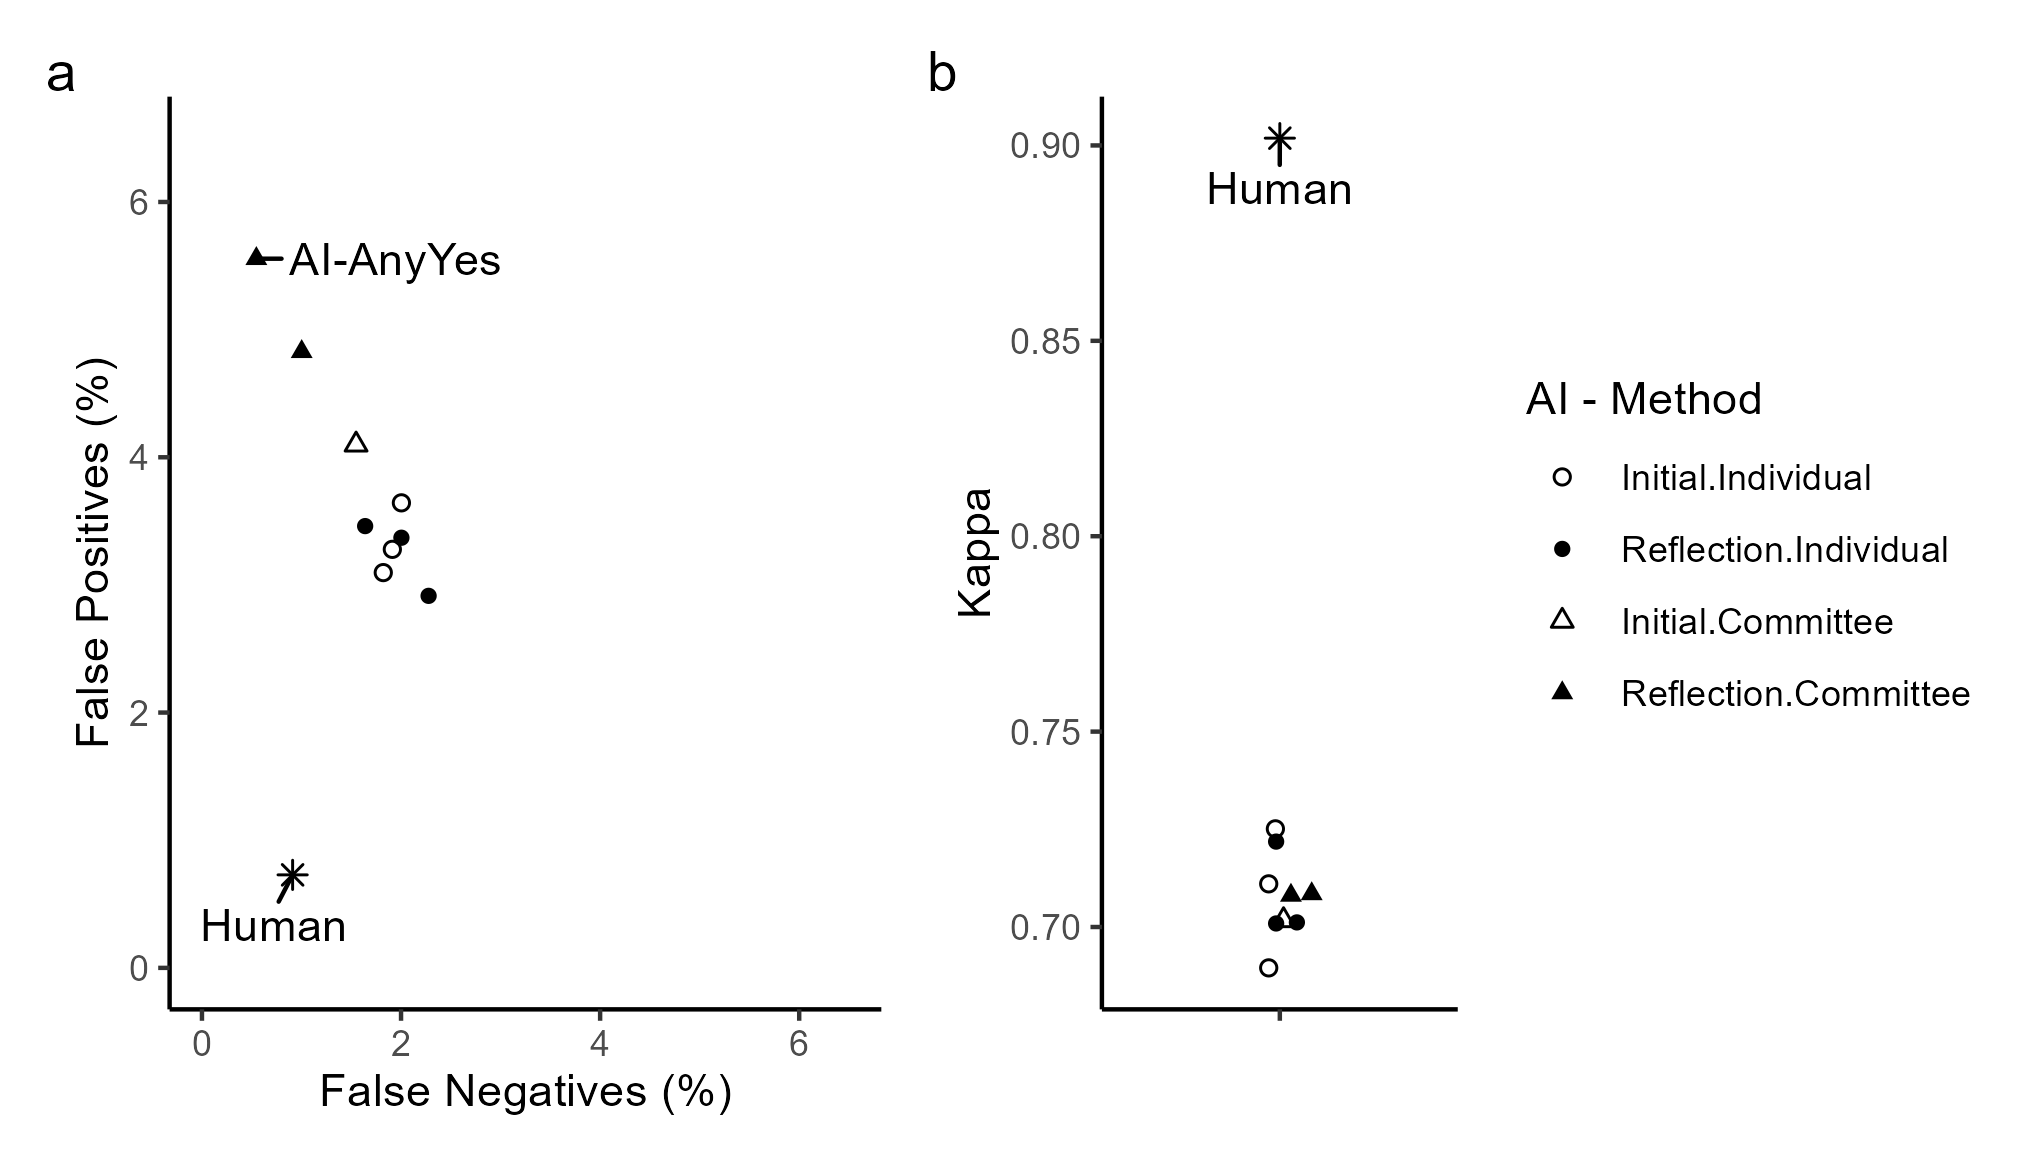 a
6
4
2
0
False Positives (%)
AI-AnyYes
Human
0 2 4 6
False Negatives (%)
b
0.90
0.85
0.80
0.75
0.70
Kappa
Human
AI - Method
Initial.Individual
Reflection.Individual
Initial.Committee
Reflection.Committee